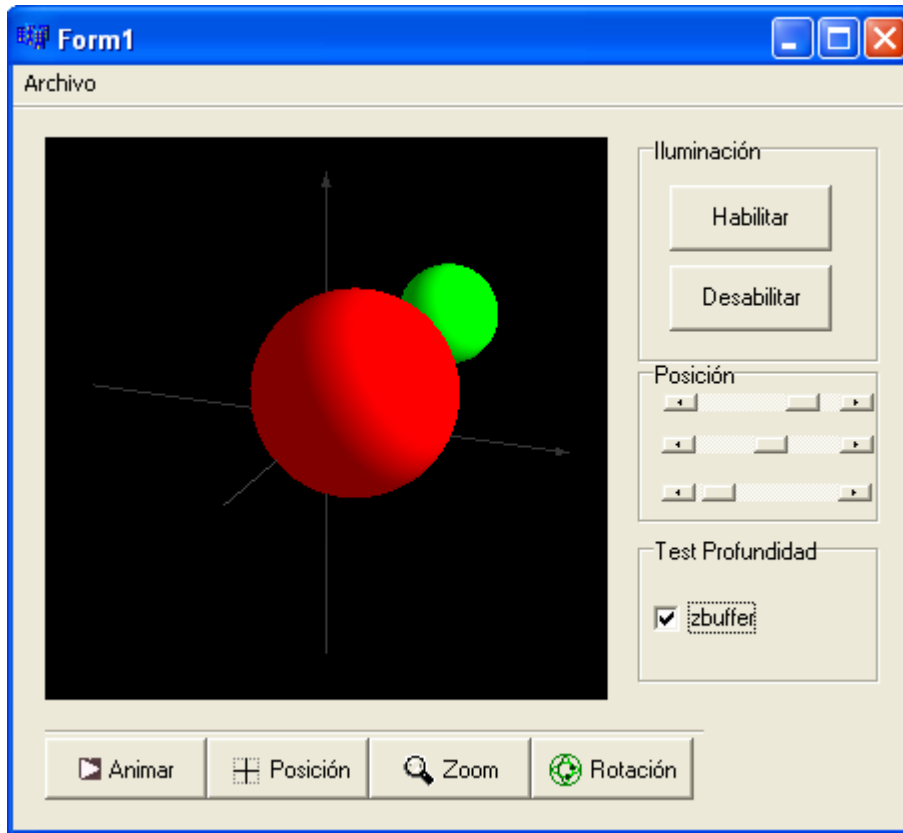 Form1
Archivo
Iluminación
Habilitar
Desabilitar
Posición
Test Profundidad
zbuffer
Animar
Posición
Zoom
Rotación